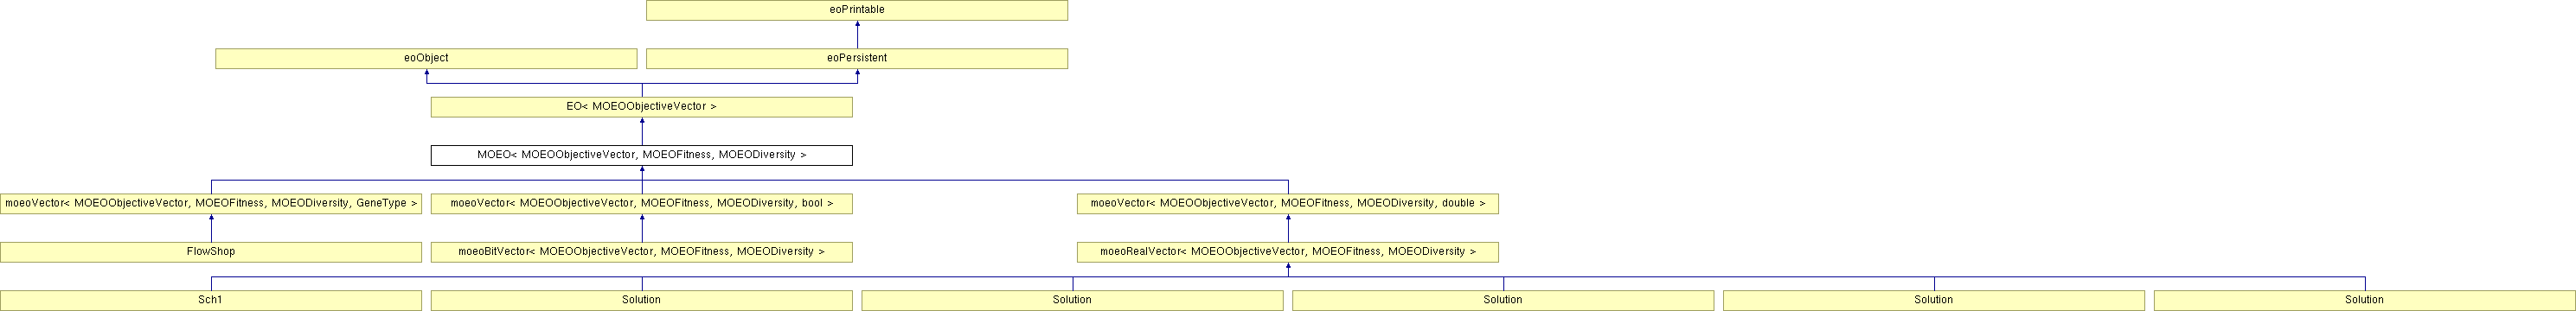 eoPrintable
eoObject
eoPersistent
EO< MOEOObjectiveVector >
MOEO< MOEOObjectiveVector, MOEOFitness, MOEODiversity >
moeoVector< MOEOObjectiveVector, MOEOFitness, MOEODiversity, GeneType >
moeoVector< MOEOObjectiveVector, MOEOFitness, MOEODiversity, bool >
moeoVector< MOEOObjectiveVector, MOEOFitness, MOEODiversity, double >
FlowShop
moeoBitVector< MOEOObjectiveVector, MOEOFitness, MOEODiversity >
moeoRealVector< MOEOObjectiveVector, MOEOFitness, MOEODiversity >
Sch1
Solution
Solution
Solution
Solution
Solution